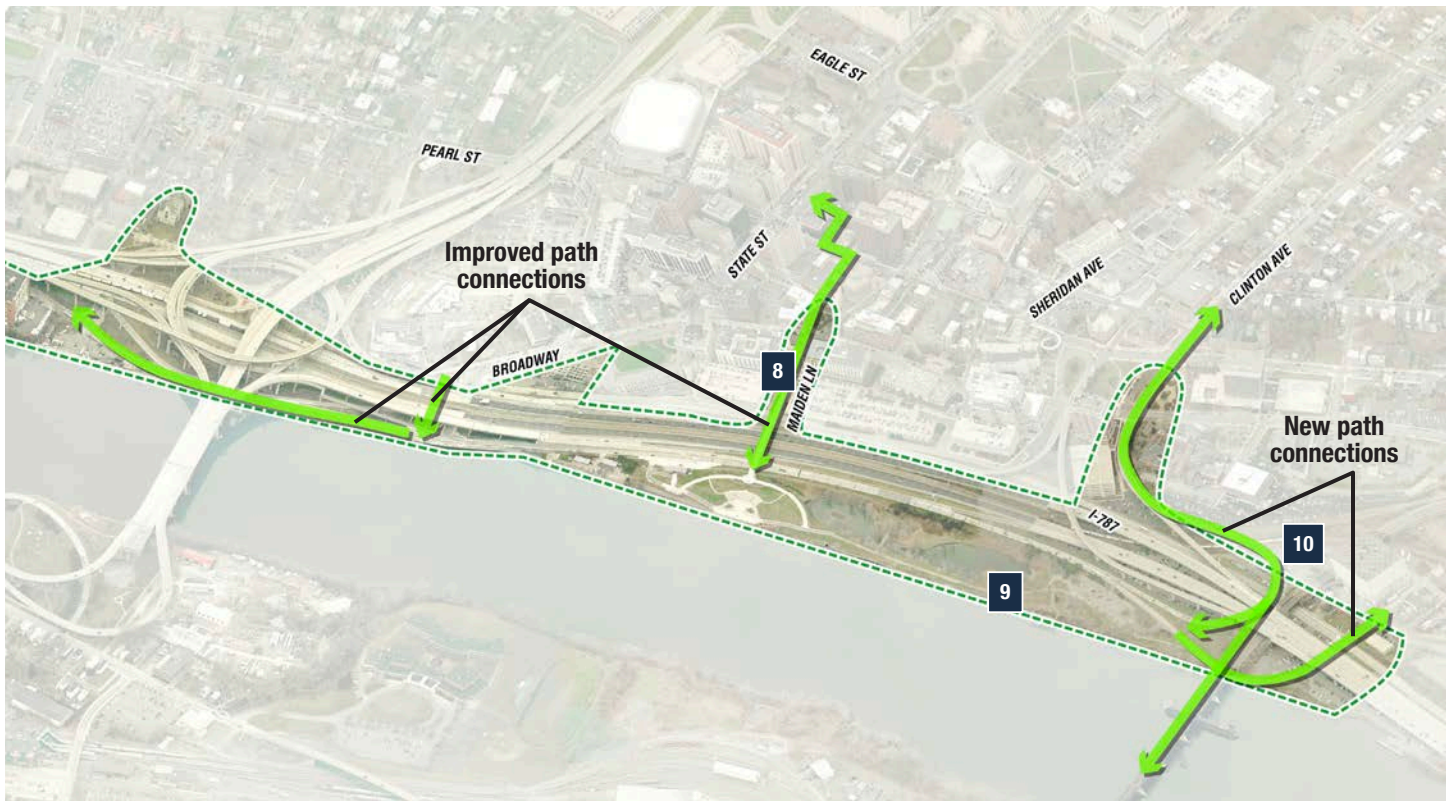 EAGLE ST
PEARL ST
STATE ST
Improved path
connections
SHERIDAN AVE
CLINTON AVE
BROADWAY
8
MAIDEN LN
New path
connections
I-787
10
9